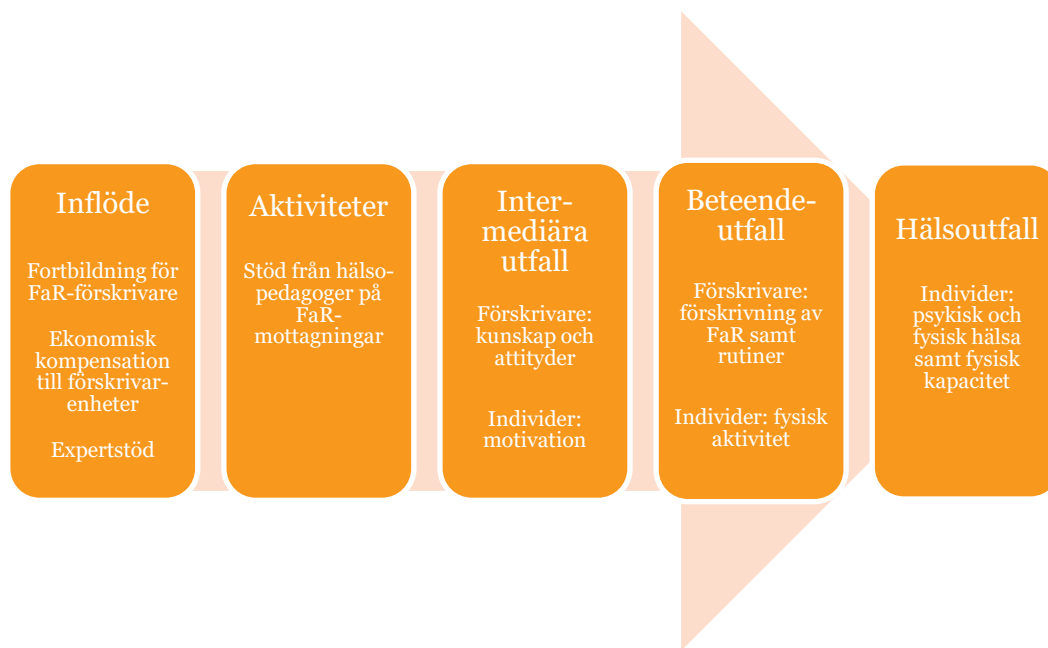 Inflöde
Fortbildning för
FaR-förskrivare
Ekonomisk
kompensation
till förskrivar-
enheter
Expertstöd
Aktiviteter
Stöd från hälso-
pedagoger på
FaR-
mottagningar
Inter-
mediära
utfall
Förskrivare:
kunskap och
attityder
Individer:
motivation
Beteende-
utfall
Förskrivare:
förskrivning av
FaR samt
rutiner
Individer: fysisk
aktivitet
Hälsoutfall
Individer:
psykisk och
fysisk hälsa
samt fysisk
kapacitet